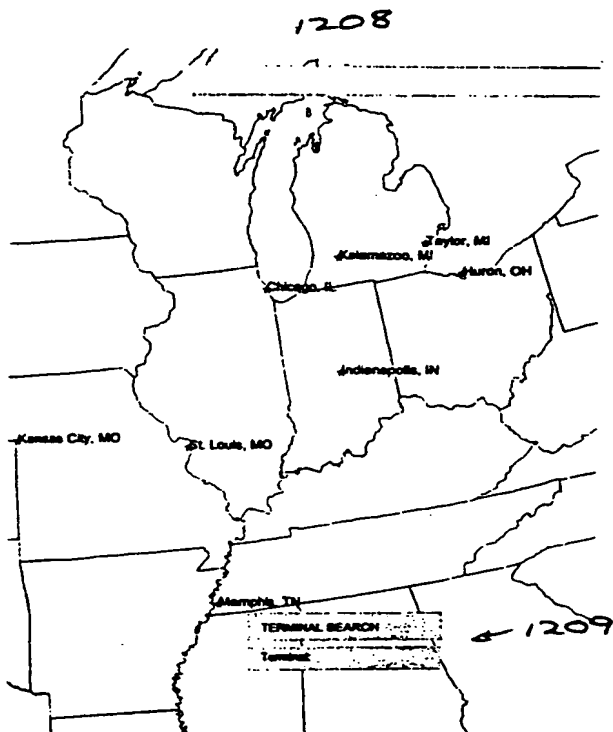 1208
Taylor, MI
Kalamazoo, MI
Huron, OH
Chicago, IL
Indianapolis, IN
Kansas City, MO
St. Louis, MO
Memphis, TN
TERMINAL SEARCH
1209
Terminal: